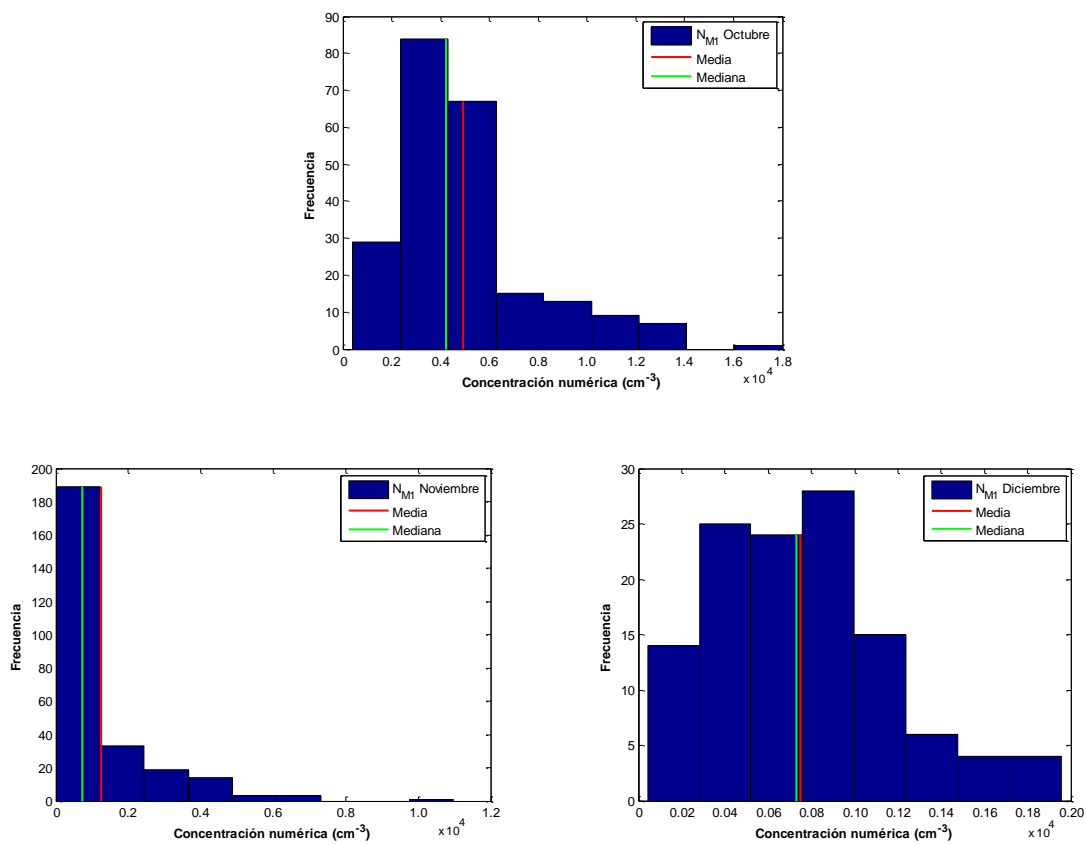 90
80
70
60
50
40
30
20
10
0
Frecuencia
N_M1 Octubre
Media
Mediana
0 0.2 0.4 0.6 0.8 1 1.2 1.4 1.6 1.8
x 10^4
Concentración numérica (cm^-3)
200
180
160
140
120
100
80
60
40
20
0
Frecuencia
N_M1 Noviembre
Media
Mediana
0 0.2 0.4 0.6 0.8 1.0 1.2
x 10^4
Concentración numérica (cm^-3)
30
25
20
15
10
5
0
Frecuencia
N_M1 Diciembre
Media
Mediana
0 0.02 0.04 0.06 0.08 0.10 0.12 0.14 0.16 0.18 0.20
x 10^4
Concentración numérica (cm^-3)